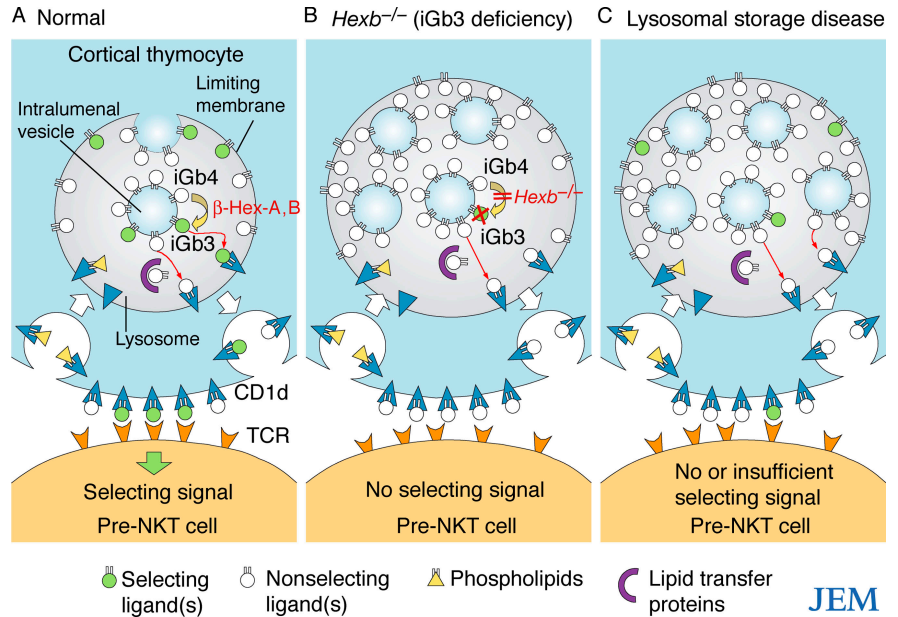 A Normal
B Hexb–/– (iGb3 deficiency)
C Lysosomal storage disease
Cortical thymocyte
Limiting
membrane
Intralumenal
vesicle
iGb4
β-Hex-A,B
iGb3
Lysosome
CD1d
TCR
Selecting signal
Pre-NKT cell
iGb4
Hexb–/–
iGb3
No selecting signal
Pre-NKT cell
No or insufficient
selecting signal
Pre-NKT cell
Selecting
ligand(s)
Nonselecting
ligand(s)
Phospholipids
Lipid transfer
proteins
JEM